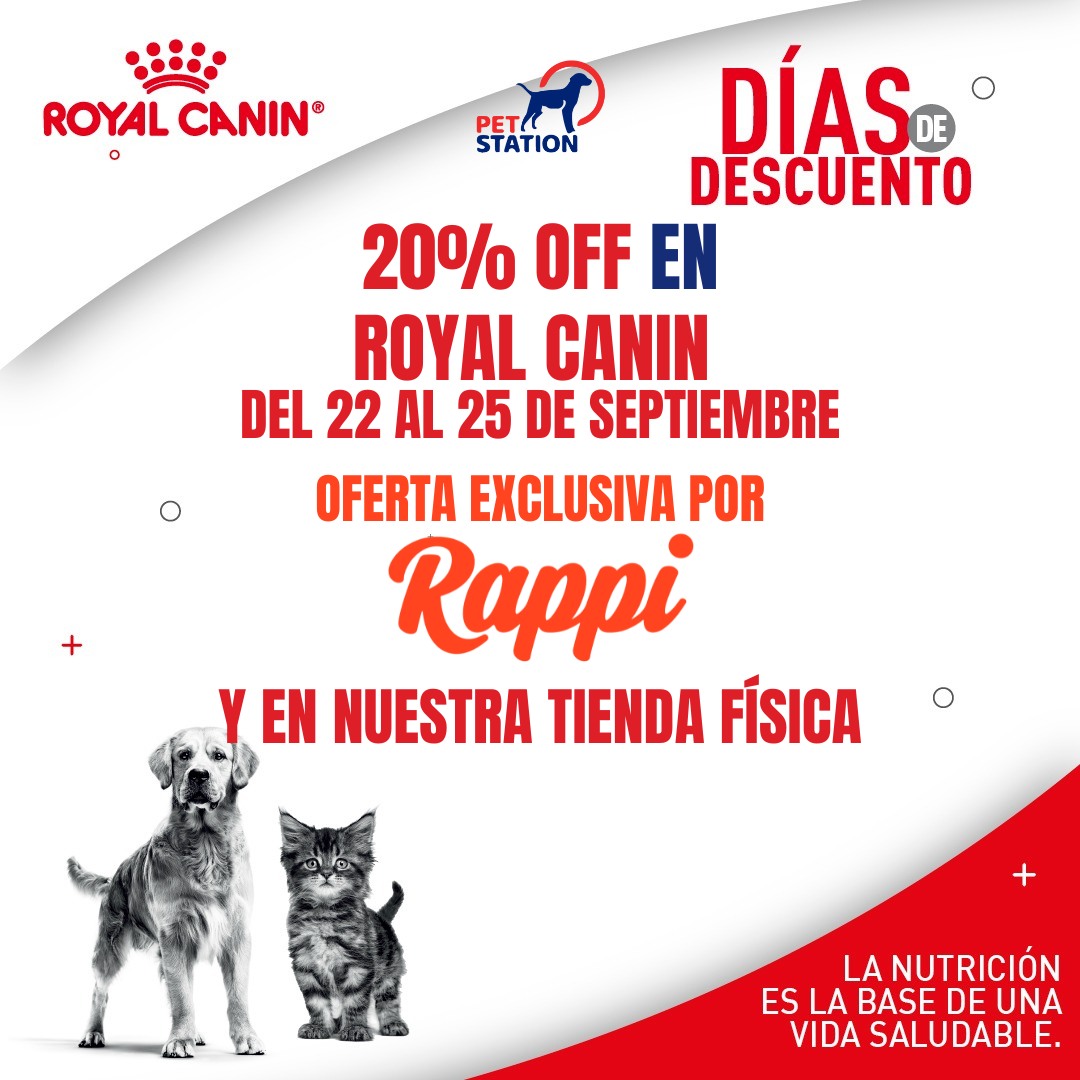 ROYAL CANIN®
PET
STATION
DÍAS DE
DESCUENTO
20% OFF EN
ROYAL CANIN
DEL 22 AL 25 DE SEPTIEMBRE
OFERTA EXCLUSIVA POR
Rappi
Y EN NUESTRA TIENDA FÍSICA
LA NUTRICIÓN
ES LA BASE DE UNA
VIDA SALUDABLE.